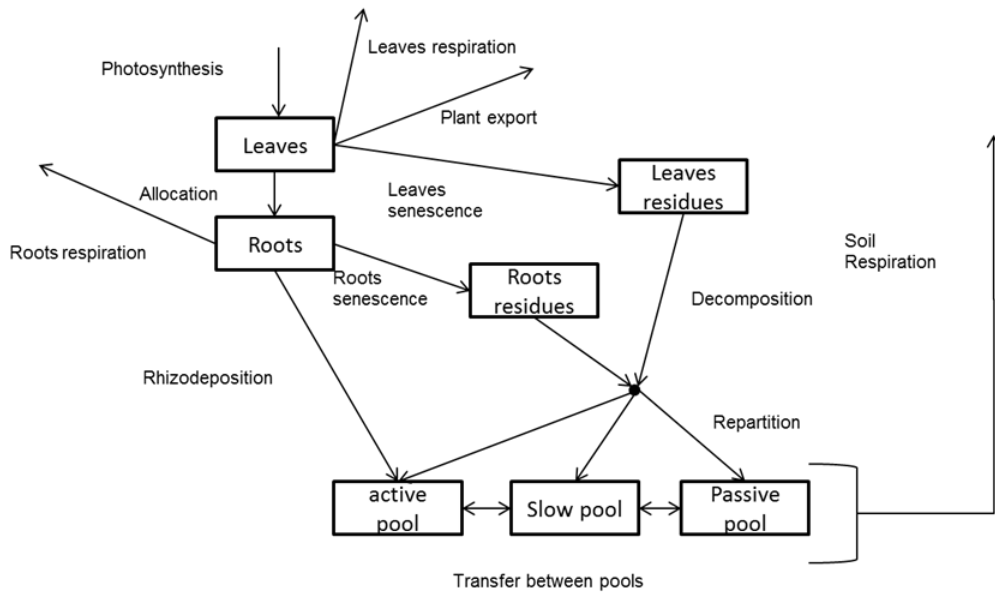 Leaves respiration
Photosynthesis
Plant export
Leaves
Leaves
residues
Allocation
Leaves
senescence
Roots
Roots respiration
Soil
Respiration
Roots
senescence
Roots
residues
Decomposition
Rhizodeposition
Repartition
active
pool
Slow pool
Passive
pool
Transfer between pools